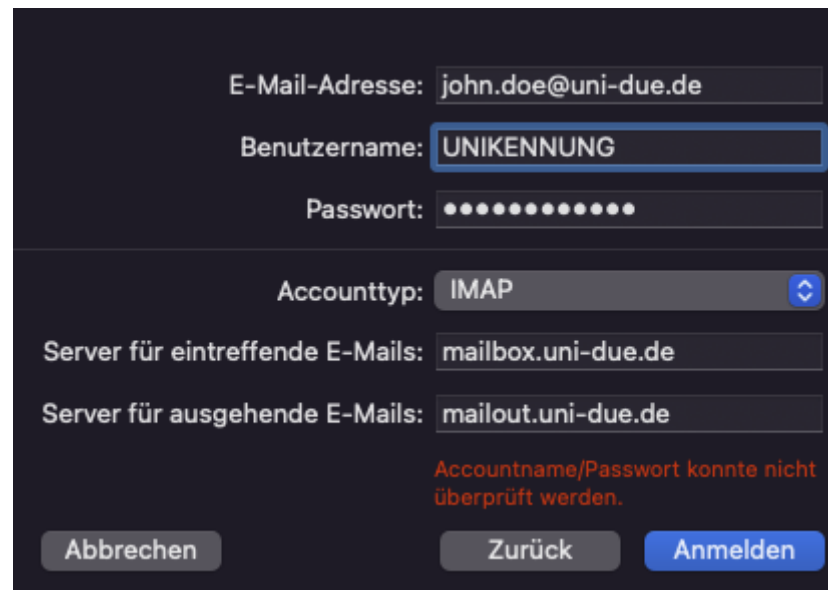 E-Mail-Adresse: john.doe@uni-due.de
Benutzername: UNIKENNUNG
Passwort: ●●●●●●●●●●●●
Accounttyp: IMAP
Server für eintreffende E-Mails: mailbox.uni-due.de
Server für ausgehende E-Mails: mailout.uni-due.de
Accountname/Passwort konnte nicht
überprüft werden.
Abbrechen Zurück Anmelden